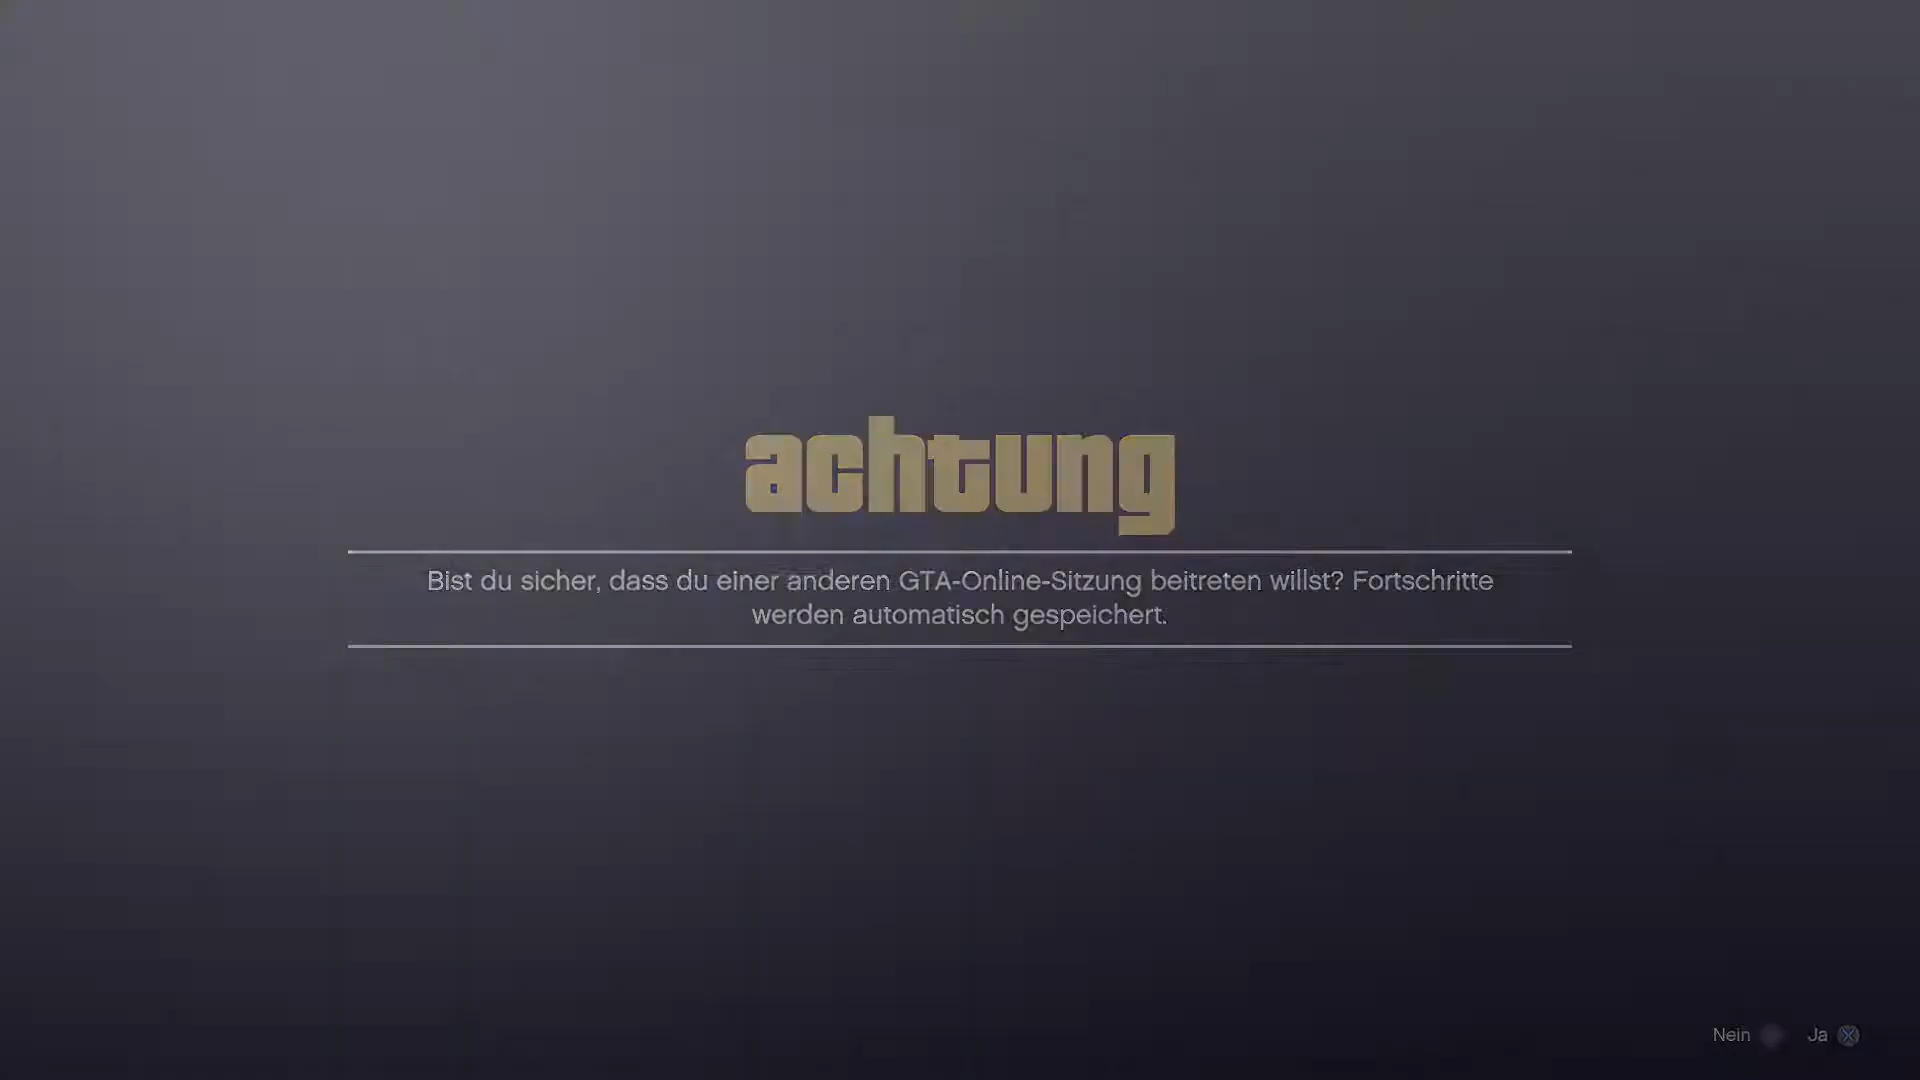 achtung
Bist du sicher, dass du einer anderen GTA-Online-Sitzung beitreten willst? Fortschritte
werden automatisch gespeichert.
Nein Ja